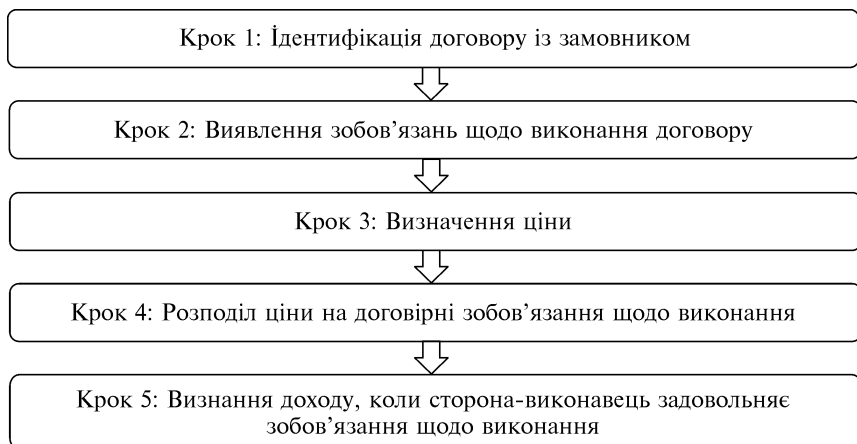 Крок 1: Ідентифікація договору із замовником
Крок 2: Виявлення зобов'язань щодо виконання договору
Крок 3: Визначення ціни
Крок 4: Розподіл ціни на договірні зобов'язання щодо виконання
Крок 5: Визнання доходу, коли сторона-виконавець задовольняє
зобов'язання щодо виконання